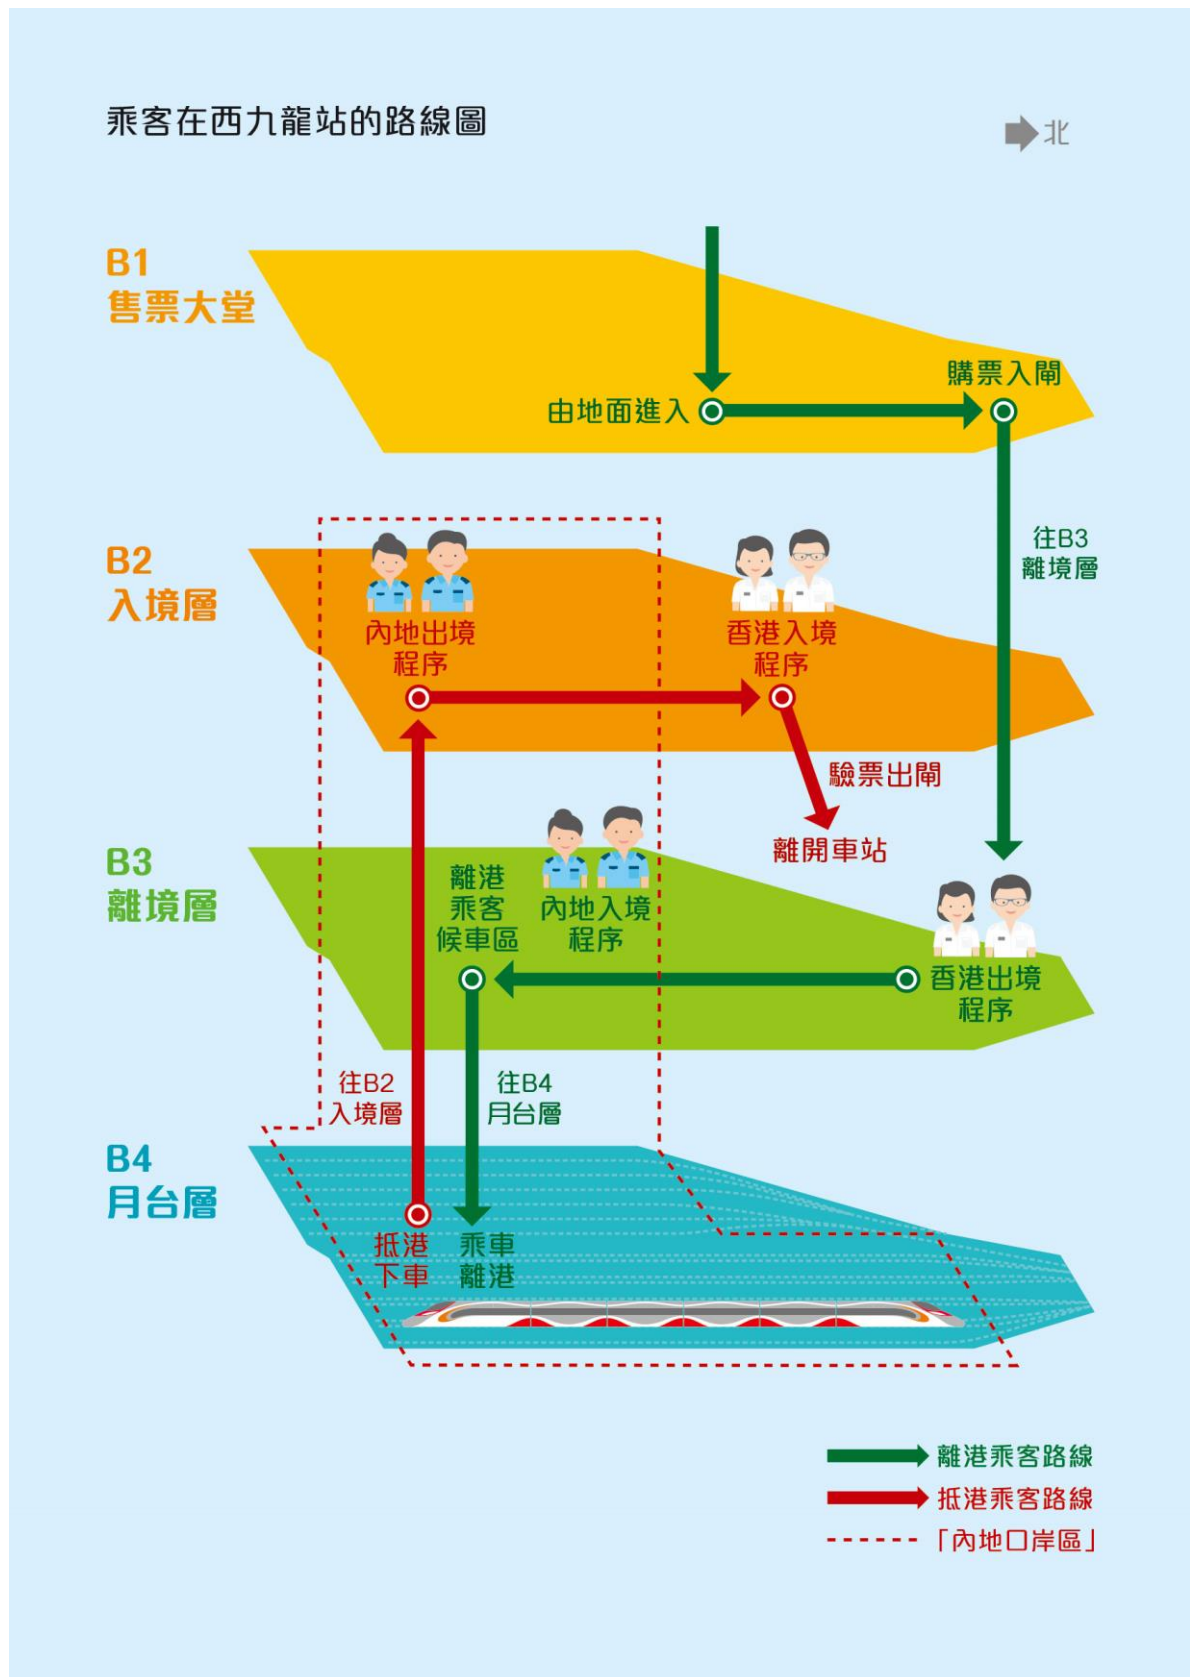 乘客在西九龍站的路線圖
北
B1
售票大堂
購票入閘
由地面進入
往B3
離境層
B2
入境層
內地出境
程序
香港入境
程序
驗票出閘
離開車站
B3
離境層
離港
乘客
候車區
內地入境
程序
香港出境
程序
往B2
入境層
往B4
月台層
B4
月台層
抵港
下車
乘車
離港
離港乘客路線
抵港乘客路線
「內地口岸區」